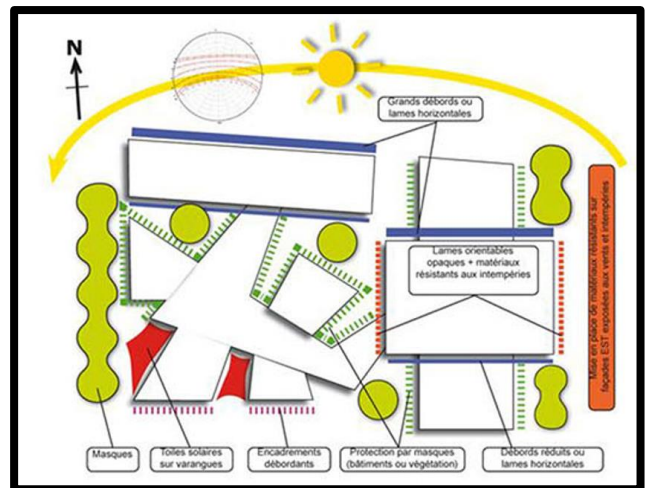 N
Grands débords ou
lames horizontales
Lames orientables
opaques + matériaux
résistants aux intempéries
Mise en place de matériaux résistants sur
façades EST exposées aux vents et intempéries
Masques
Toiles solaires
sur varangues
Encadrements
débordants
Protection par masques
(bâtiments ou végétation)
Débords réduits ou
lames horizontales